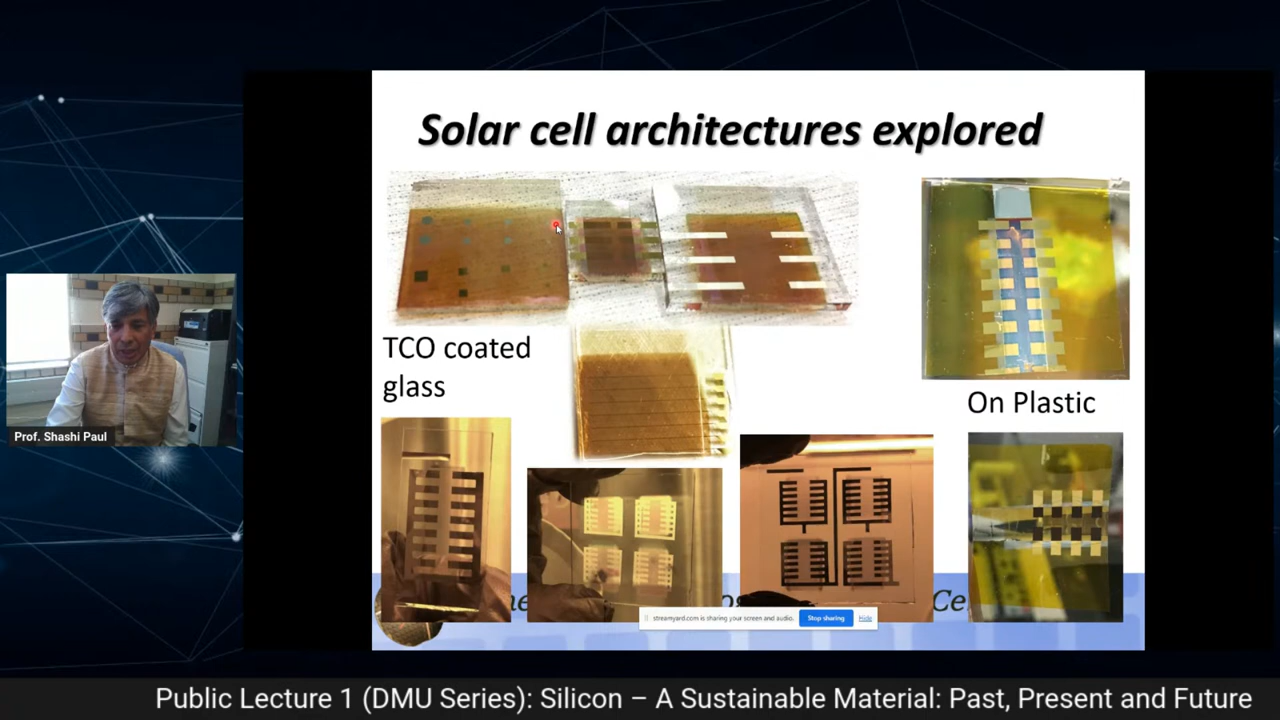 Solar cell architectures explored
TCO coated
glass
On Plastic
Prof. Shashi Paul
streamyard.com is sharing your screen and audio.
Stop sharing
Hide
Public Lecture 1 (DMU Series): Silicon – A Sustainable Material: Past, Present and Future